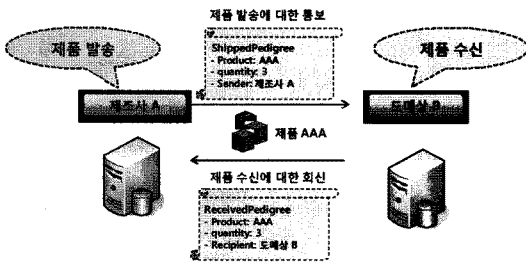 제품 발송에 대한 통보
제품 발송
ShippedPedigree
- Product: AAA
- quantity: 3
- Sender: 제조사 A
제품 수신
제조사 A
도매상 B
제품 AAA
제품 수신에 대한 회신
ReceivedPedigree
- Product: AAA
- quantity: 3
- Recipient: 도매상 B